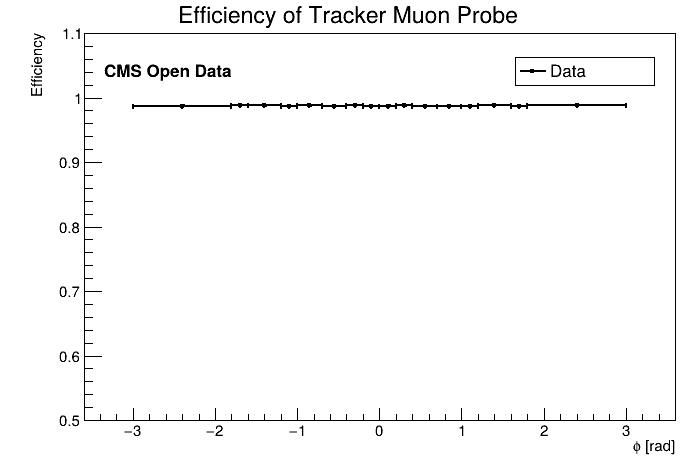 Efficiency of Tracker Muon Probe
Efficiency
1.1
1
0.9
0.8
0.7
0.6
0.5
CMS Open Data
Data
−3 −2 −1 0 1 2 3
ϕ [rad]